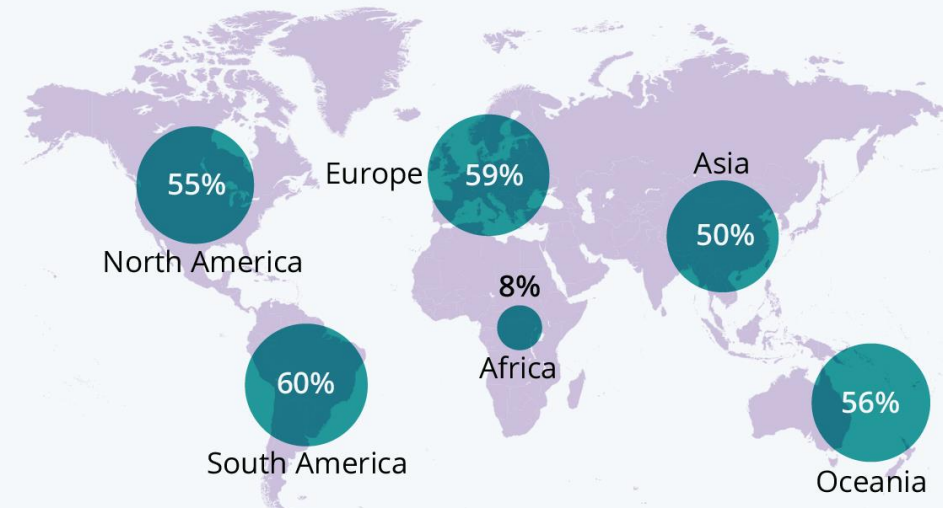 55%
North America
Europe
59%
Asia
50%
8%
Africa
60%
South America
56%
Oceania